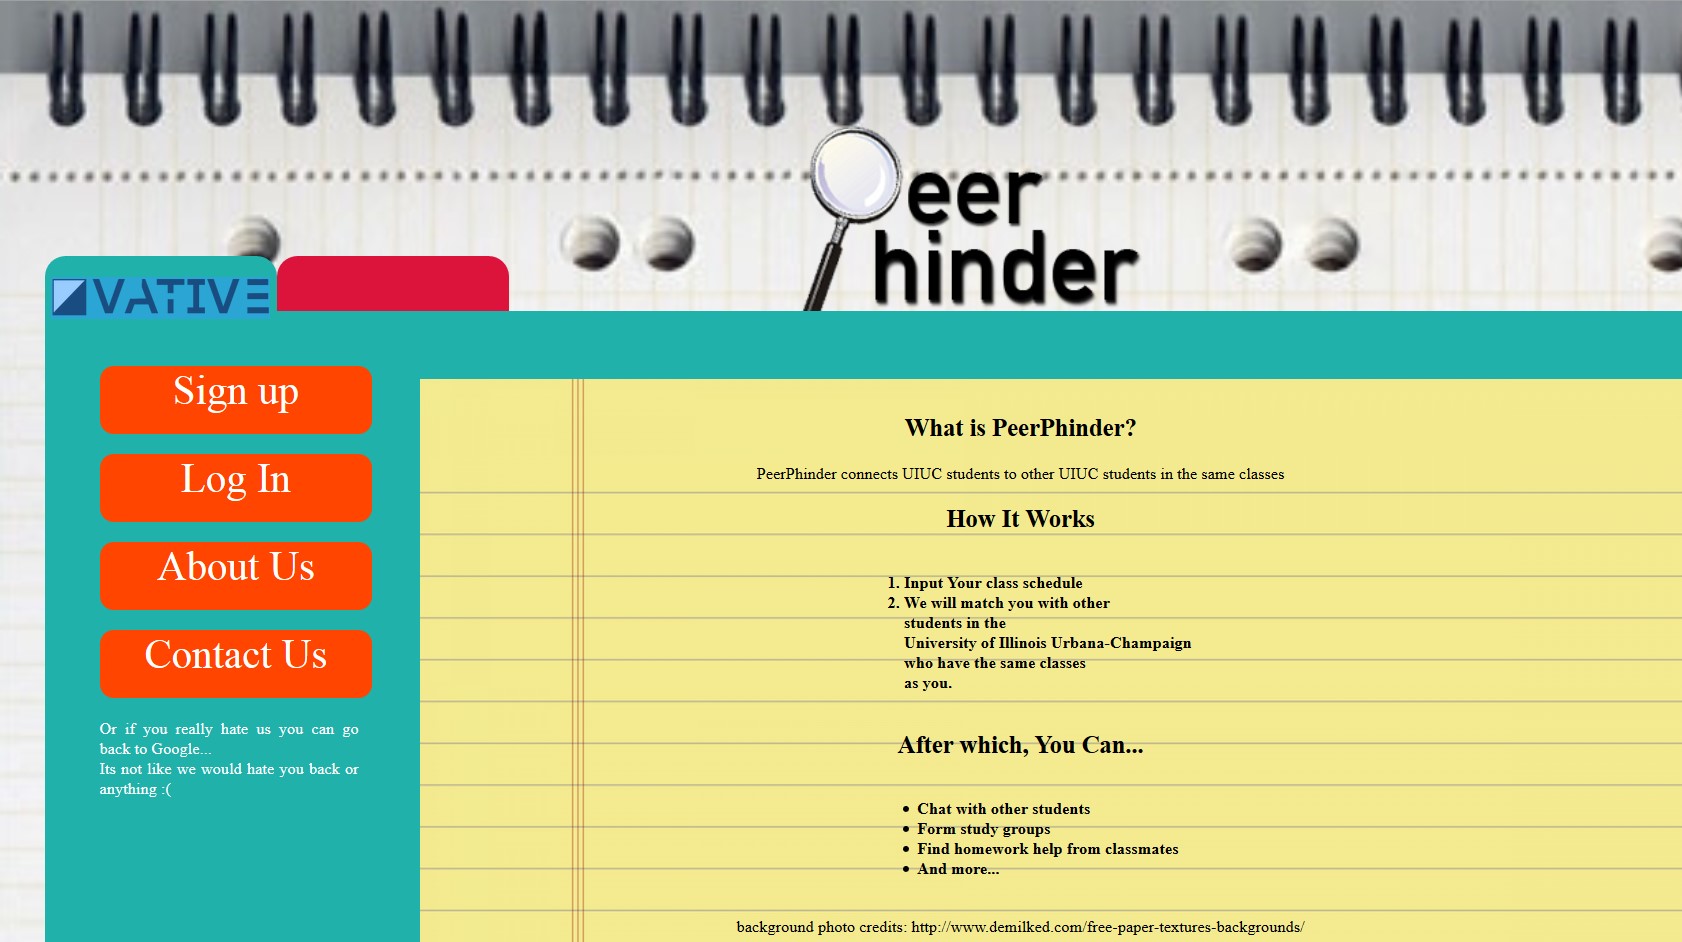 eer
hinder
VATIVE
Sign up
Log In
About Us
Contact Us
Or if you really hate us you can go
back to Google...
Its not like we would hate you back or
anything :(
What is PeerPhinder?
PeerPhinder connects UIUC students to other UIUC students in the same classes
How It Works
1. Input Your class schedule
2. We will match you with other
students in the
University of Illinois Urbana-Champaign
who have the same classes
as you.
After which, You Can...
• Chat with other students
• Form study groups
• Find homework help from classmates
• And more...
background photo credits: http://www.demilked.com/free-paper-textures-backgrounds/